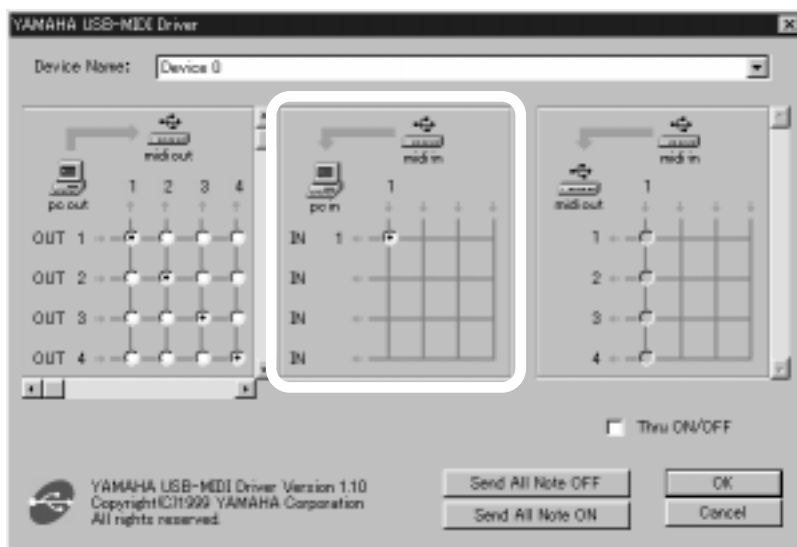 YAMAHA USB-MIDI Driver
Device Name: Device 0
midi out
pc out
1 2 3 4
OUT 1
OUT 2
OUT 3
OUT 4
midi in
pc in
1
IN 1
IN
IN
IN
midi in
midi out
1
1
2
3
4
Thru ON/OFF
YAMAHA USB-MIDI Driver Version 1.10
Copyright(C)1999 YAMAHA Corporation
All rights reserved.
Send All Note OFF
Send All Note ON
OK
Cancel